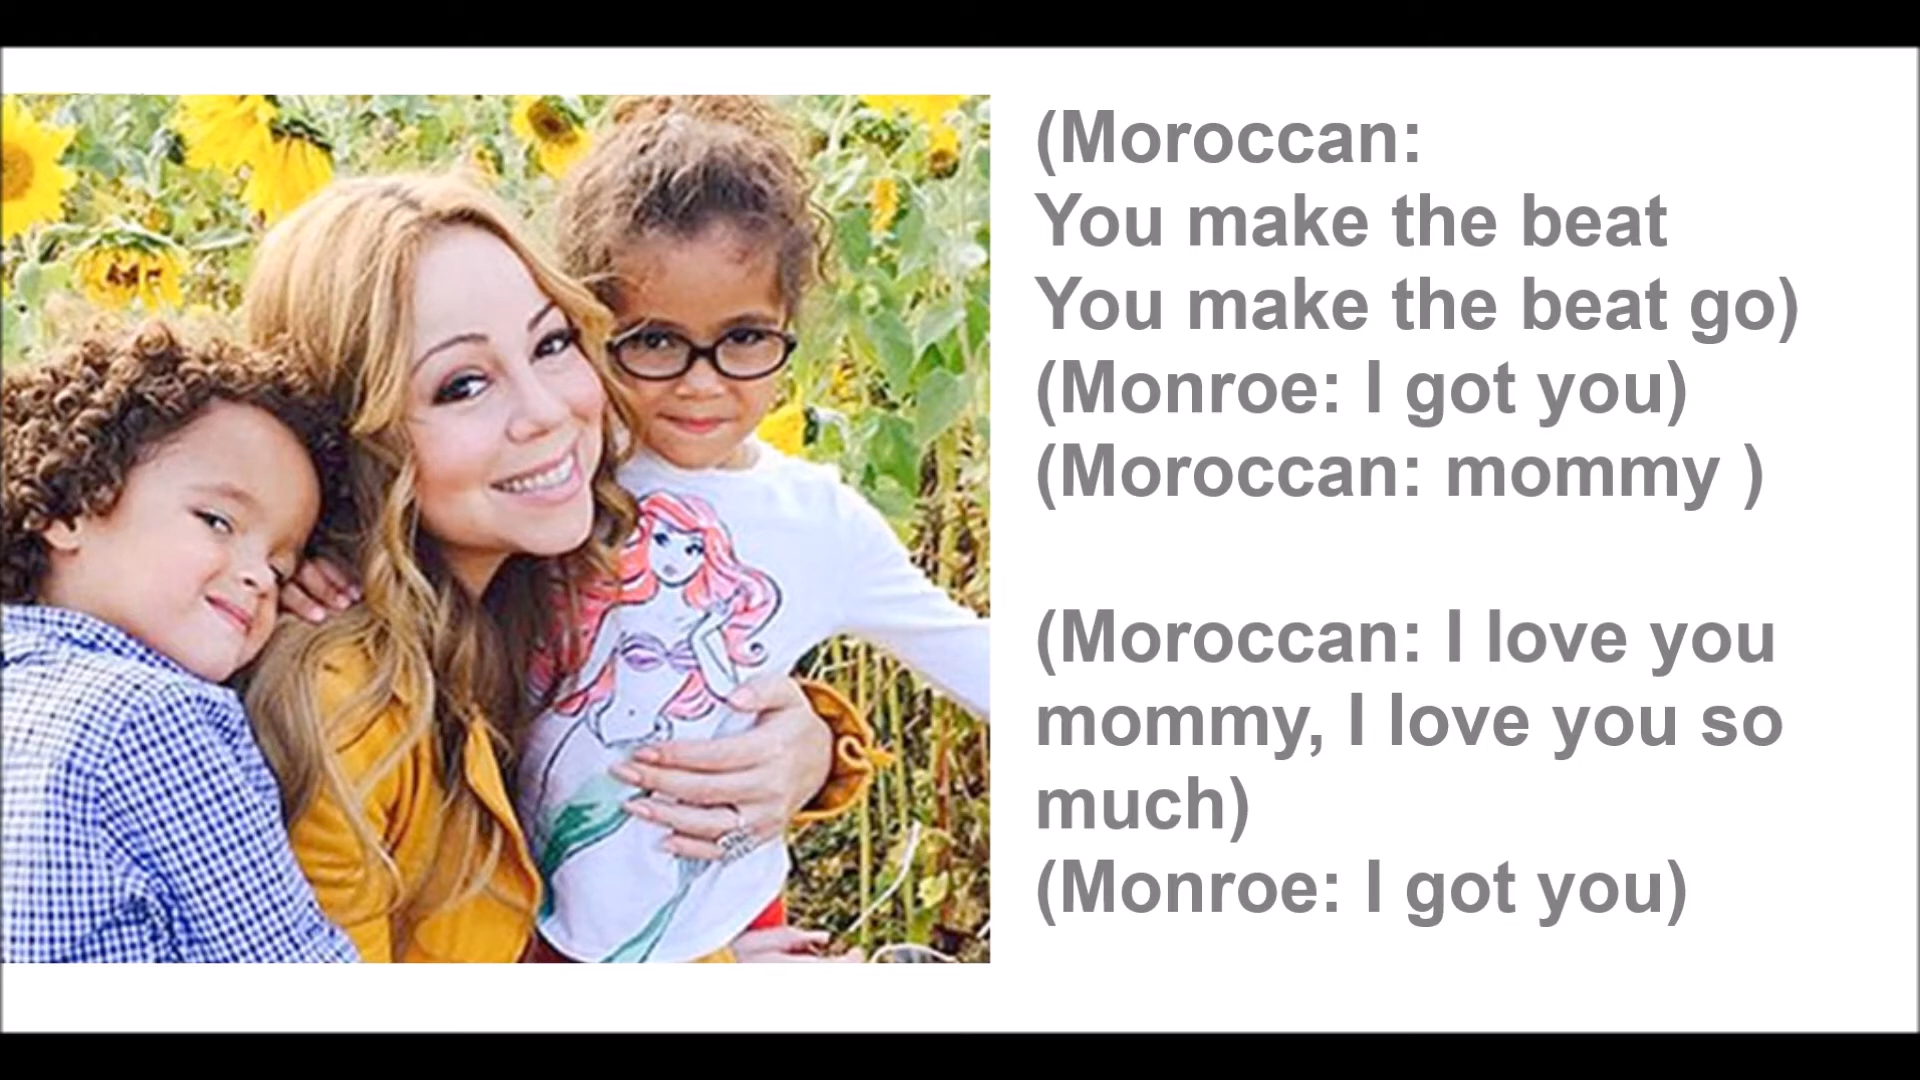 (Moroccan:
You make the beat
You make the beat go)
(Monroe: I got you)
(Moroccan: mommy )
(Moroccan: I love you
mommy, I love you so
much)
(Monroe: I got you)